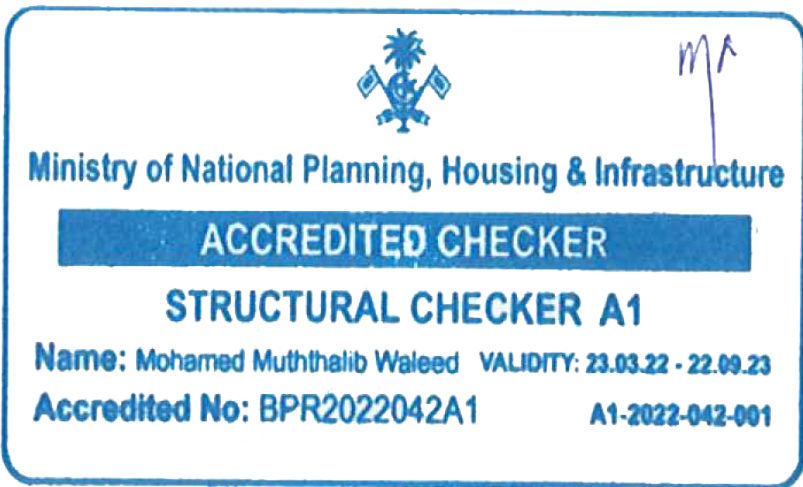 Ministry of National Planning, Housing & Infrastructure
ACCREDITED CHECKER
STRUCTURAL CHECKER A1
Name: Mohamed Muththalib Waleed VALIDITY: 23.03.22 - 22.09.23
Accredited No: BPR2022042A1 A1-2022-042-001